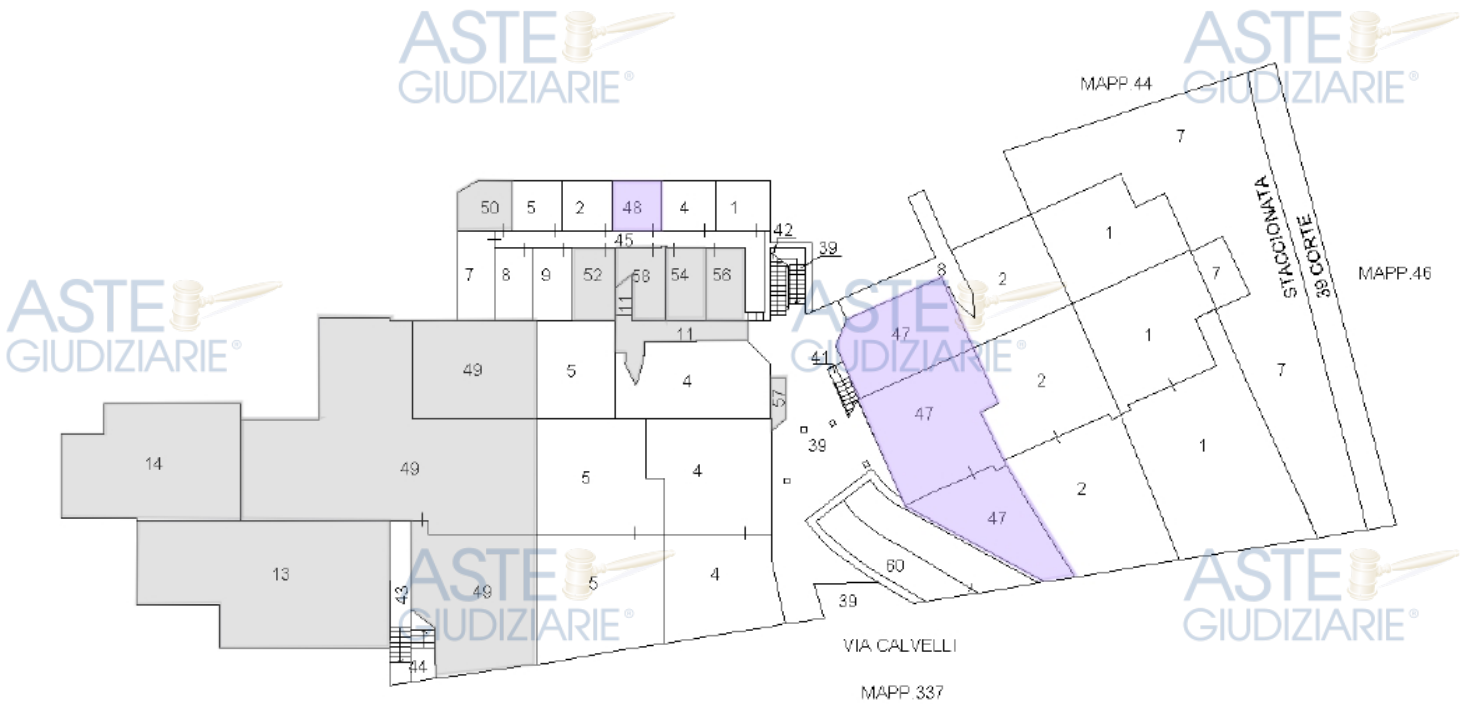 ASTE GIUDIZIARIE®
ASTE GIUDIZIARIE®
MAPP.44
7
STACCIONATA
39 CORTE
MAPP.46
50 5 2 48 4 1
42
39
45
7 8 9 52 58 54 56
11
11
8
2
1
7
47
1
2
7
41
47
49
5
4
57
39
ASTE GIUDIZIARIE®
ASTE GIUDIZIARIE®
14
49
5
4
1
2
47
13
43
49
5
4
60
39
44
ASTE GIUDIZIARIE®
ASTE GIUDIZIARIE®
VIA CALVELLI
MAPP.337